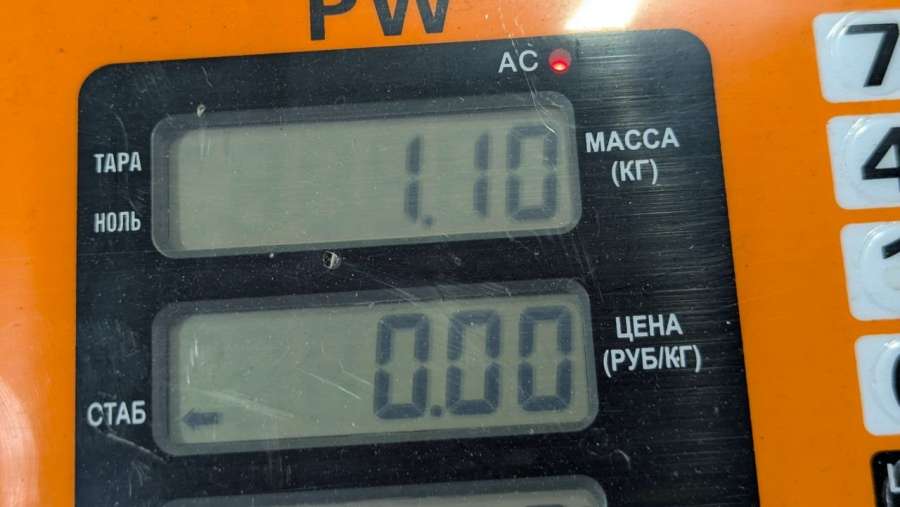 PW
AC
7
ТАРА
1.10
МАССА
(КГ)
4
НОЛЬ
0.00
ЦЕНА
(РУБ/КГ)
СТАБ